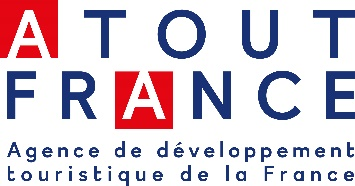 ATOUT
FRANCE
Agence de développement
touristique de la France